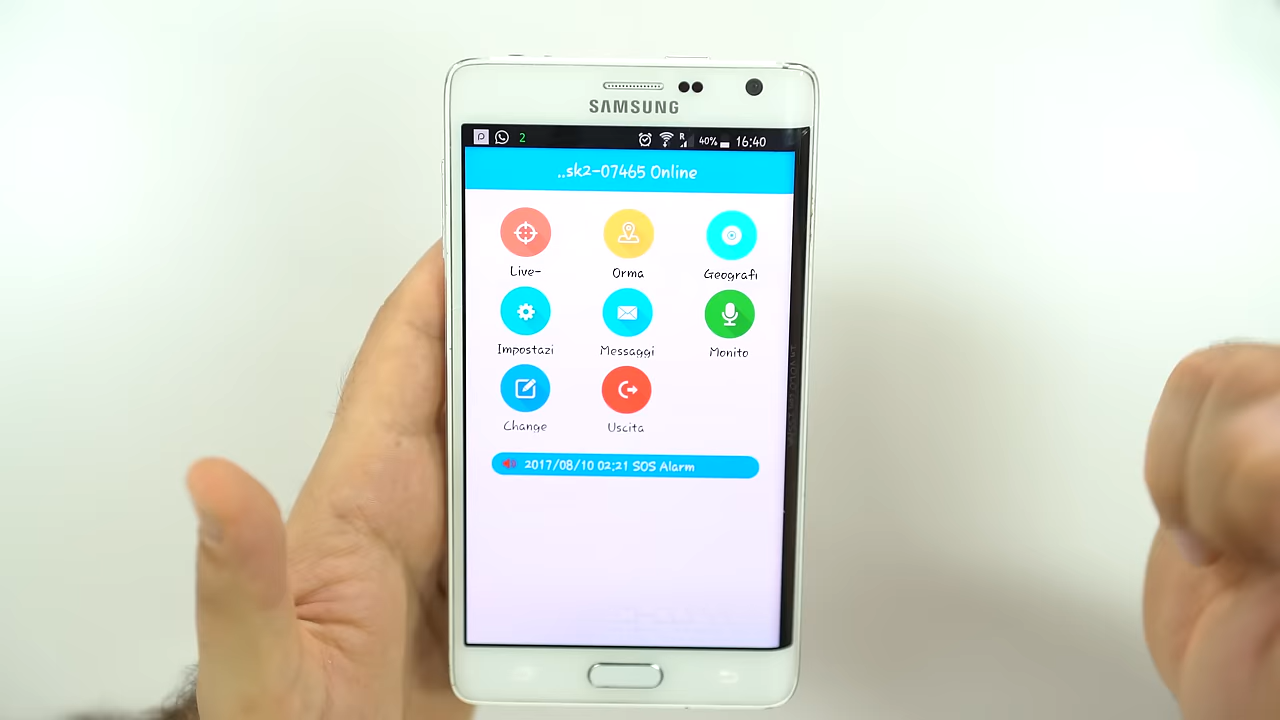 SAMSUNG
2 R 40% 16:40
..sk2-07465 Online
Live- Orma Geografi
Impostazi Messaggi Monito
Change Uscita
2017/08/10 02:21 SOS Alarm